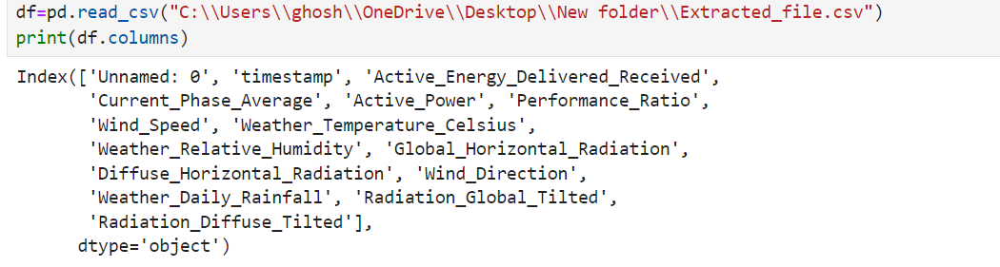 df=pd.read_csv("C:\\Users\\ghosh\\OneDrive\\Desktop\\New folder\\Extracted_file.csv")
print(df.columns)
Index(['Unnamed: 0', 'timestamp', 'Active_Energy_Delivered_Received',
'Current_Phase_Average', 'Active_Power', 'Performance_Ratio',
'Wind_Speed', 'Weather_Temperature_Celsius',
'Weather_Relative_Humidity', 'Global_Horizontal_Radiation',
'Diffuse_Horizontal_Radiation', 'Wind_Direction',
'Weather_Daily_Rainfall', 'Radiation_Global_Tilted',
'Radiation_Diffuse_Tilted'],
dtype='object')